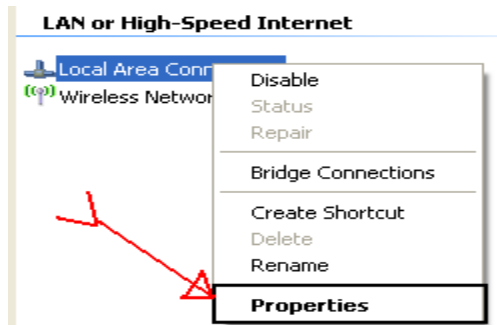 LAN or High-Speed Internet
Local Area Conn
Wireless Networ
Disable
Status
Repair
Bridge Connections
Create Shortcut
Delete
Rename
Properties